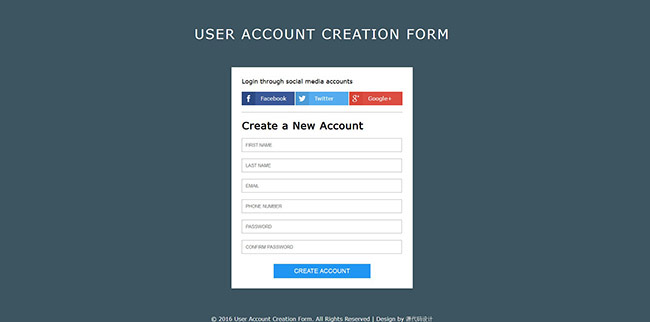 USER ACCOUNT CREATION FORM
Login through social media accounts
Facebook
Twitter
Google+
Create a New Account
FIRST NAME
LAST NAME
EMAIL
PHONE NUMBER
PASSWORD
CONFIRM PASSWORD
CREATE ACCOUNT
© 2016 User Account Creation Form. All Rights Reserved | Design by 源代码设计